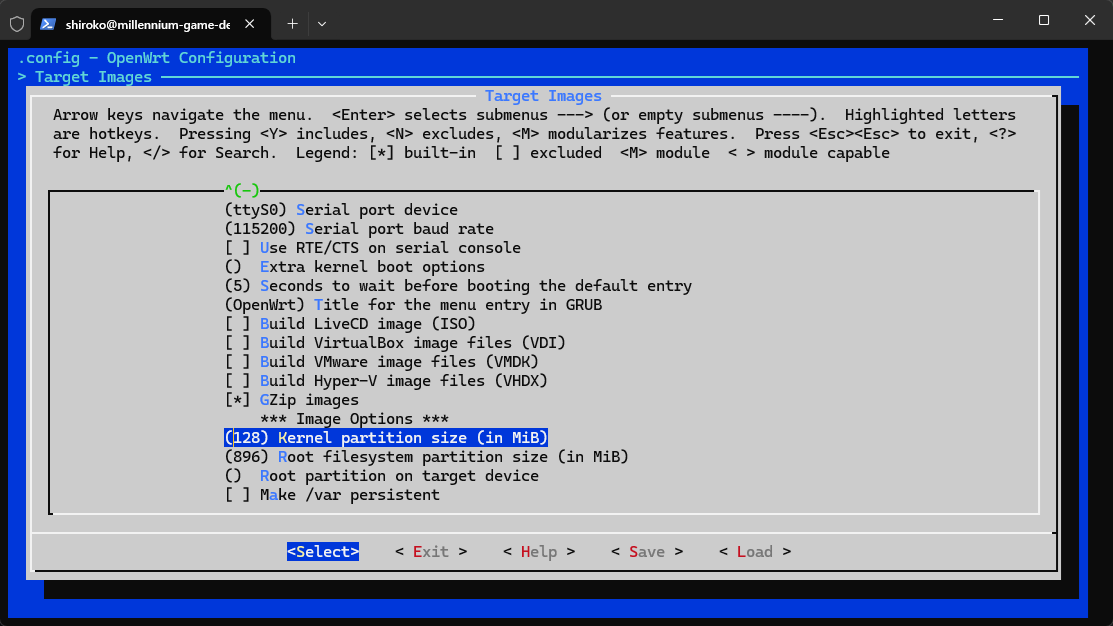 shiroko@millennium-game-de
.config - OpenWrt Configuration
> Target Images
Target Images
Arrow keys navigate the menu.  <Enter> selects submenus ---> (or empty submenus ----).  Highlighted letters
are hotkeys.  Pressing <Y> includes, <N> excludes, <M> modularizes features.  Press <Esc><Esc> to exit, <?>
for Help, </> for Search.  Legend: [*] built-in  [ ] excluded  <M> module  < > module capable
^(-)
(ttyS0) Serial port device
(115200) Serial port baud rate
[ ] Use RTE/CTS on serial console
()  Extra kernel boot options
(5) Seconds to wait before booting the default entry
(OpenWrt) Title for the menu entry in GRUB
[ ] Build LiveCD image (ISO)
[ ] Build VirtualBox image files (VDI)
[ ] Build VMware image files (VMDK)
[ ] Build Hyper-V image files (VHDX)
[*] GZip images
*** Image Options ***
(128) Kernel partition size (in MiB)
(896) Root filesystem partition size (in MiB)
()  Root partition on target device
[ ] Make /var persistent
<Select>    < Exit >    < Help >    < Save >    < Load >